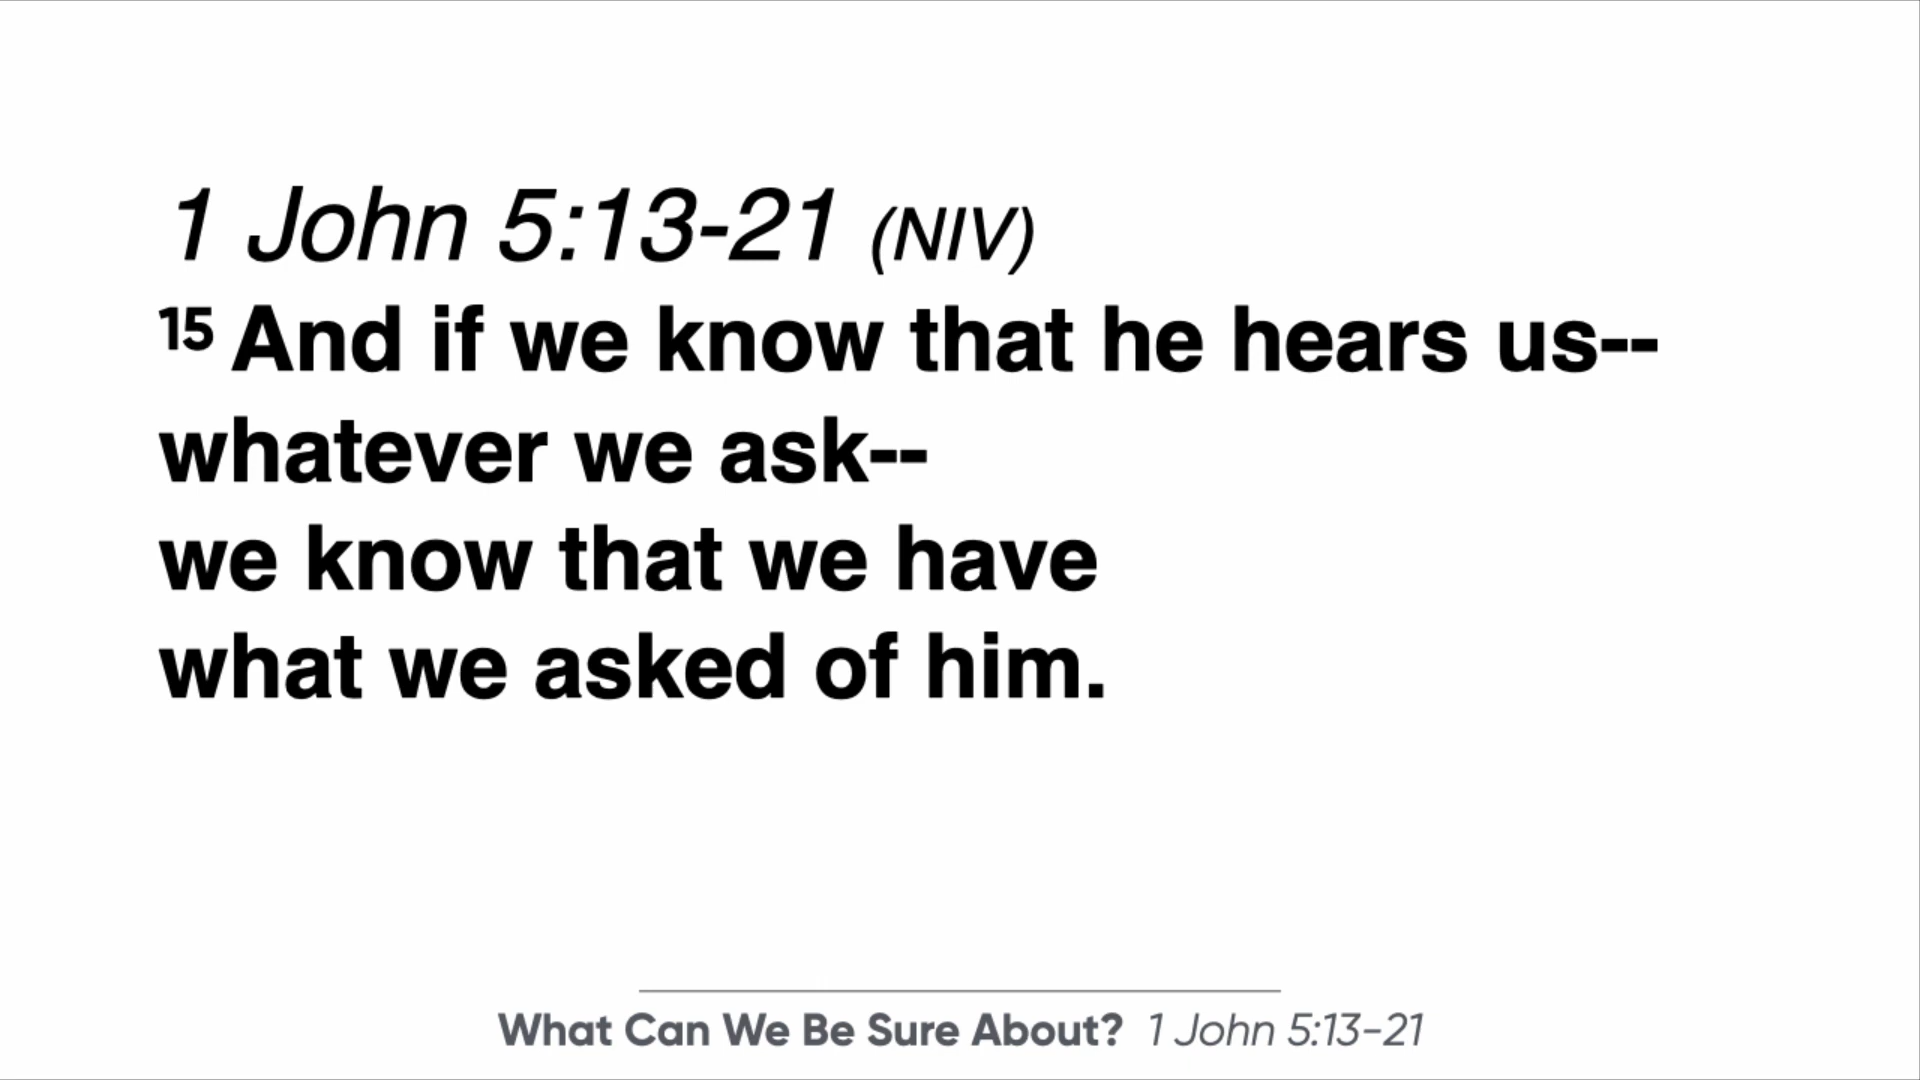 1 John 5:13-21 (NIV)
15 And if we know that he hears us--
whatever we ask--
we know that we have
what we asked of him.
What Can We Be Sure About? 1 John 5:13-21